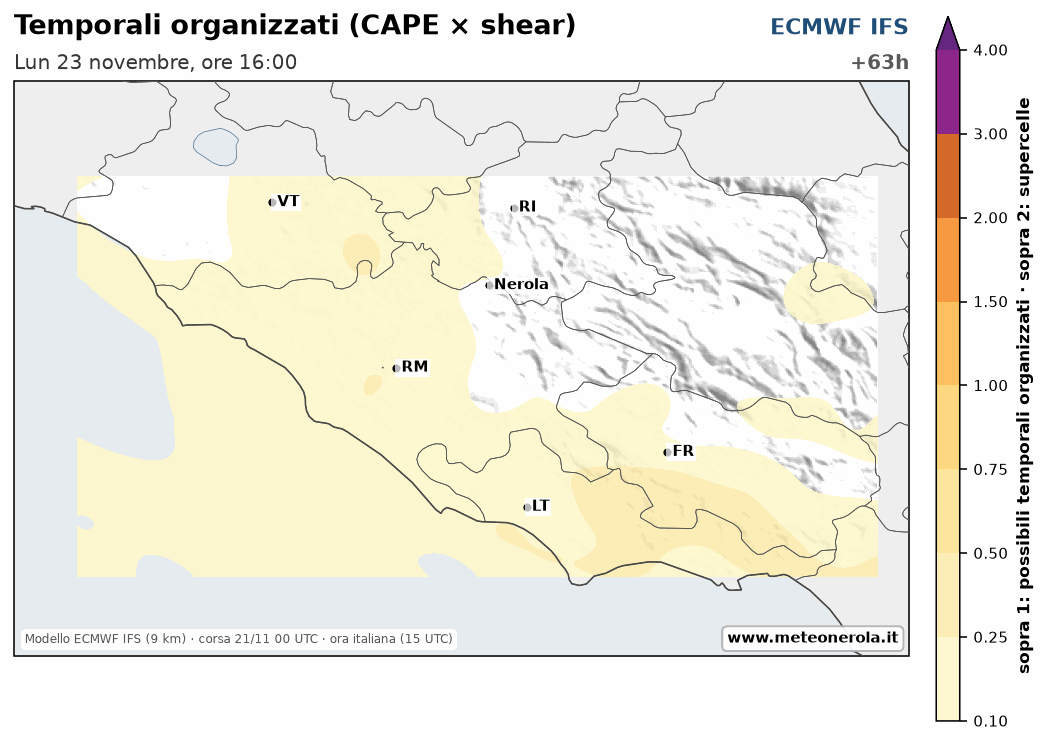 Temporali organizzati (CAPE × shear)
ECMWF IFS
Lun 23 novembre, ore 16:00
+63h
VT
RI
Nerola
RM
FR
LT
Modello ECMWF IFS (9 km) · corsa 21/11 00 UTC · ora italiana (15 UTC)
www.meteonerola.it
4.00
3.00
2.00
1.50
1.00
0.75
0.50
0.25
0.10
sopra 1: possibili temporali organizzati · sopra 2: supercelle